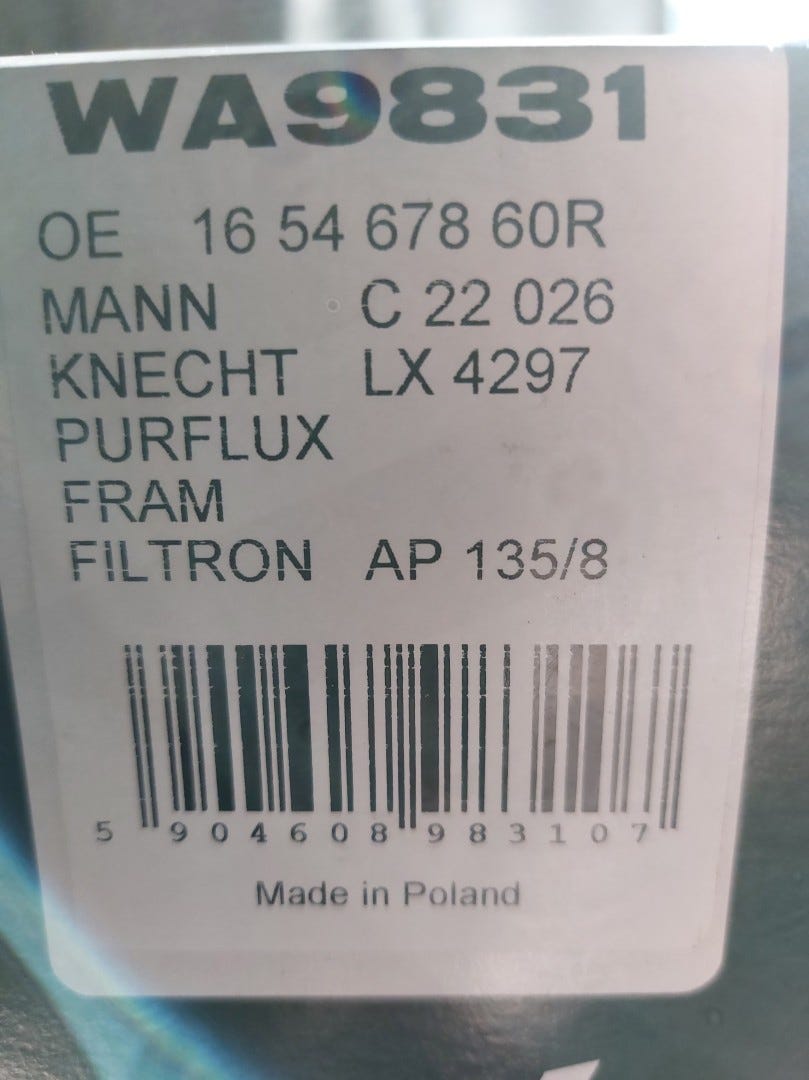 WA9831
OE 16 54 678 60R
MANN C 22 026
KNECHT LX 4297
PURFLUX
FRAM
FILTRON AP 135/8
5 904608 983107
Made in Poland